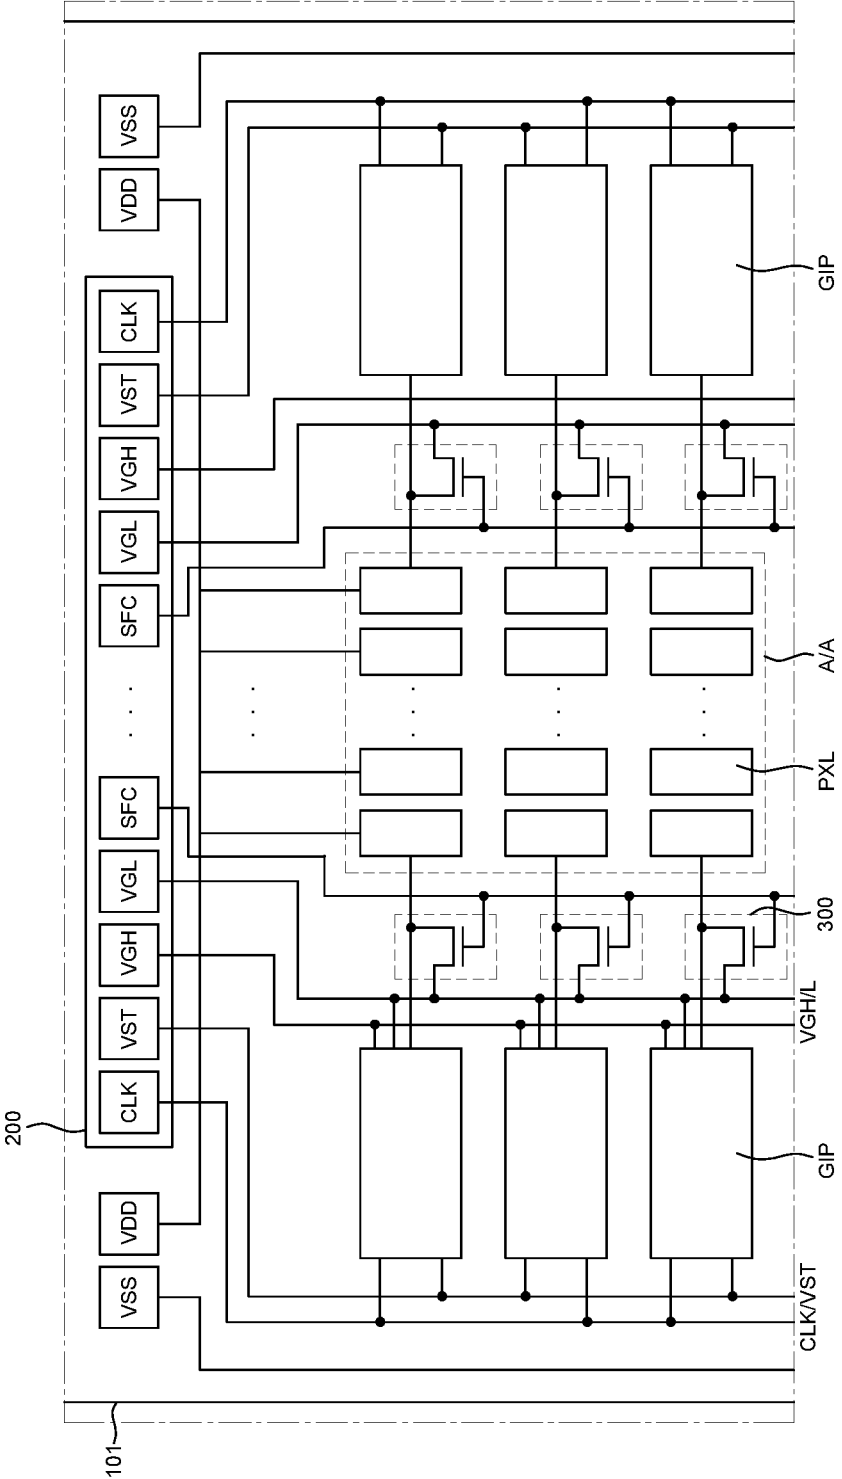 200
101
VSS
VDD
CLK
VST
VGH
VGL
SFC
. . .
SFC
VGL
VGH
VST
CLK
VDD
VSS
. . .
. . .
. . .
. . .
CLK/VST
GIP
VGH/L
300
PXL
A/A
GIP